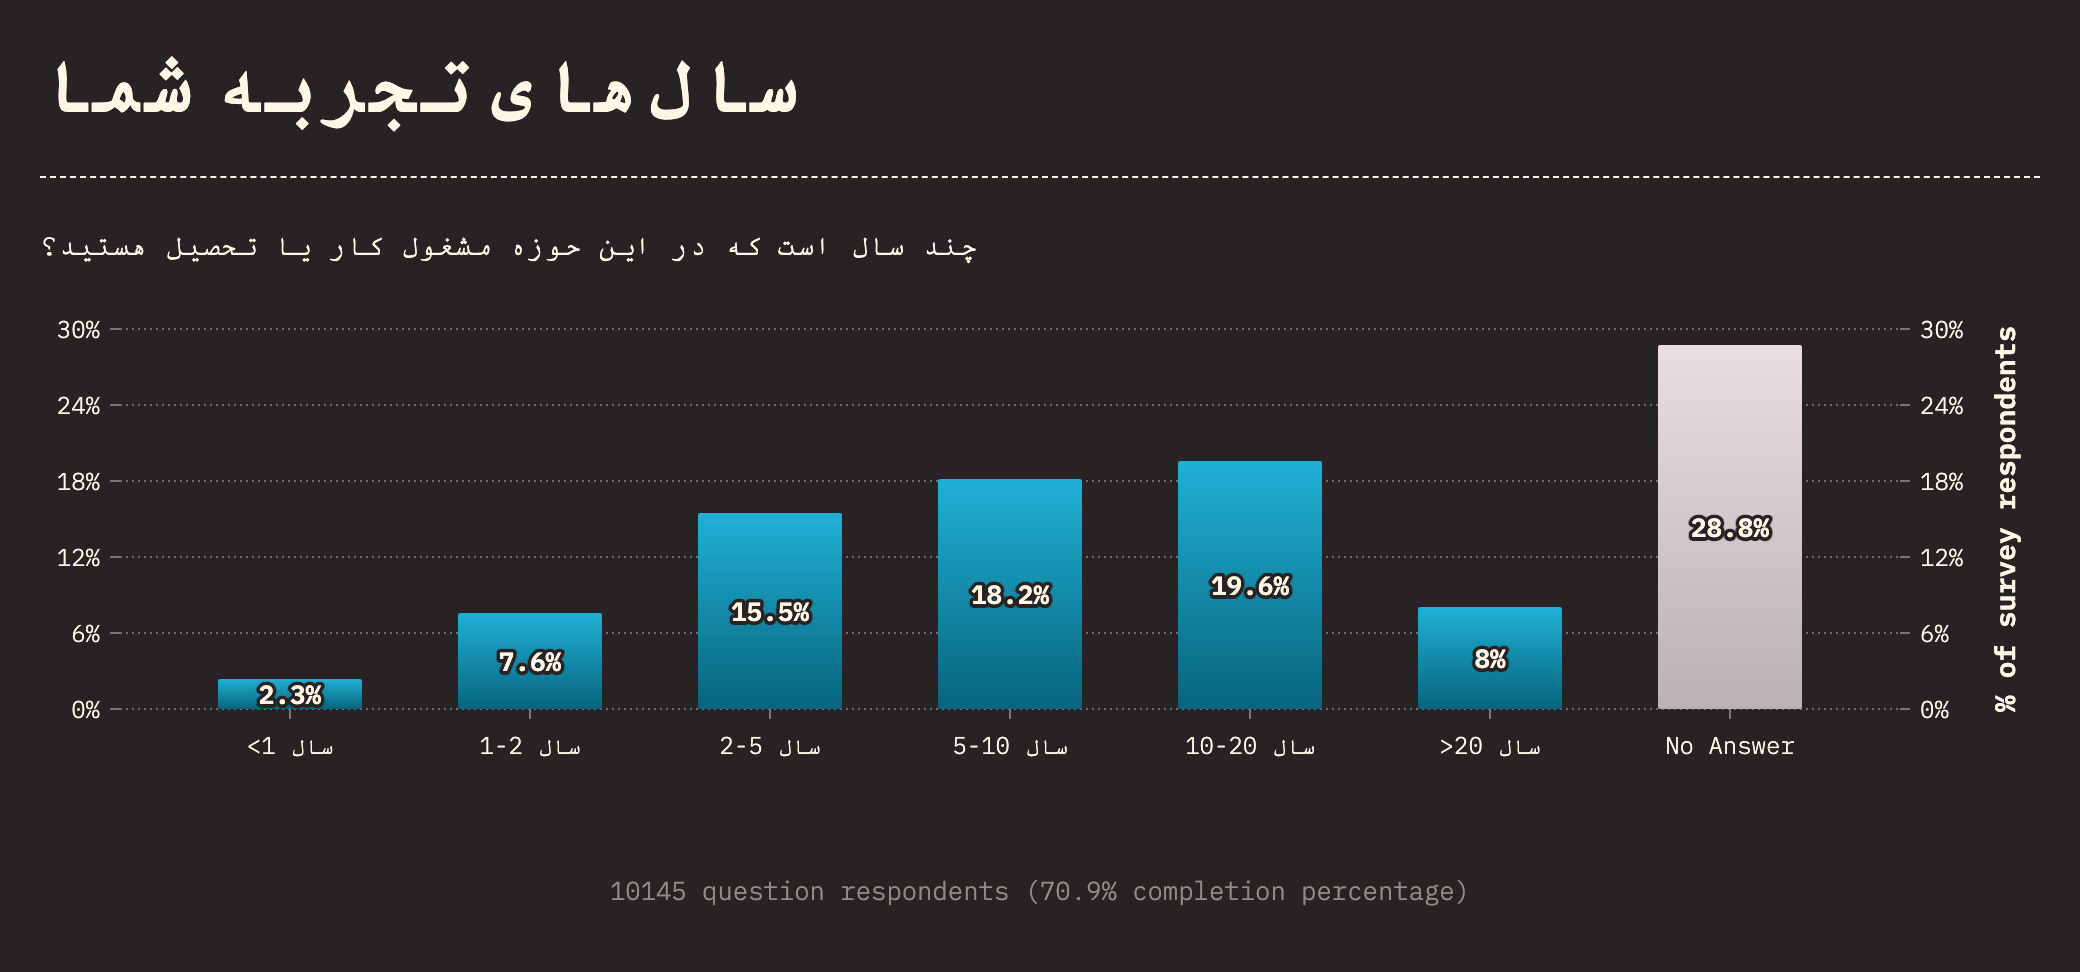 سال‌های تجربه شما
چند سال است که در این حوزه مشغول کار یا تحصیل هستید؟
30%
24%
18%
12%
6%
0%
2.3%
7.6%
15.5%
18.2%
19.6%
8%
28.8%
30%
24%
18%
12%
6%
0%
% of survey respondents
<1 سال
1-2 سال
2-5 سال
5-10 سال
10-20 سال
>20 سال
No Answer
10145 question respondents (70.9% completion percentage)